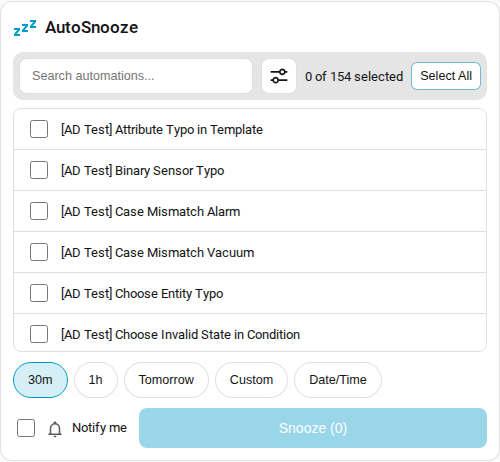 zzz AutoSnooze
Search automations... 0 of 154 selected Select All
[AD Test] Attribute Typo in Template
[AD Test] Binary Sensor Typo
[AD Test] Case Mismatch Alarm
[AD Test] Case Mismatch Vacuum
[AD Test] Choose Entity Typo
[AD Test] Choose Invalid State in Condition
30m 1h Tomorrow Custom Date/Time
Notify me Snooze (0)